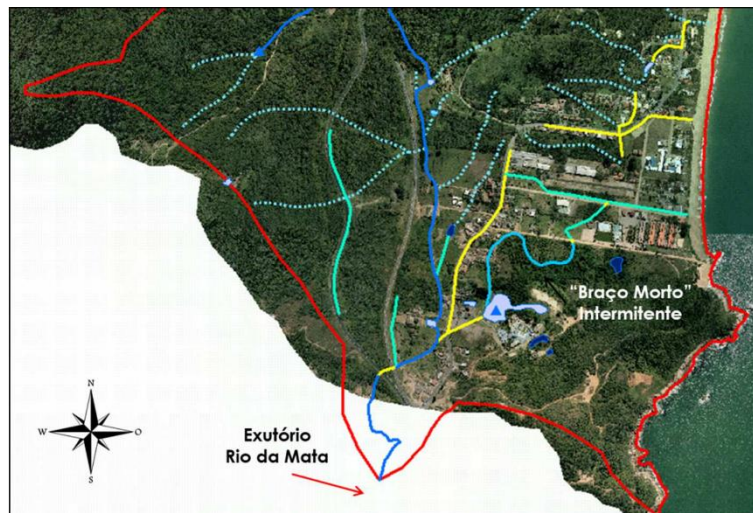 “Braço Morto”
Intermitente
N
W
O
S
Exutório
Rio da Mata